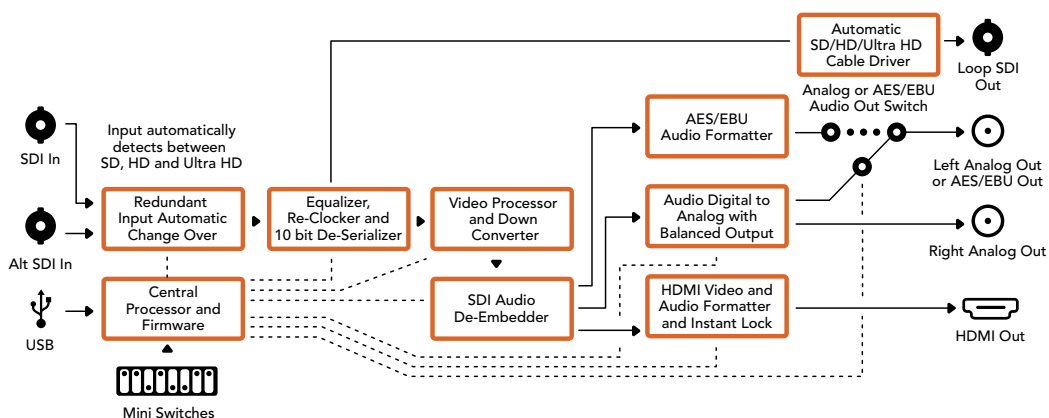 Automatic
SD/HD/Ultra HD
Cable Driver
Loop SDI
Out
Analog or AES/EBU
Audio Out Switch
SDI In
Input automatically
detects between
SD, HD and Ultra HD
AES/EBU
Audio Formatter
Left Analog Out
or AES/EBU Out
Alt SDI In
Redundant
Input Automatic
Change Over
Equalizer,
Re-Clocker and
10 bit De-Serializer
Video Processor
and Down
Converter
Audio Digital to
Analog with
Balanced Output
Right Analog Out
USB
Central
Processor and
Firmware
SDI Audio
De-Embedder
HDMI Video and
Audio Formatter
and Instant Lock
HDMI Out
Mini Switches